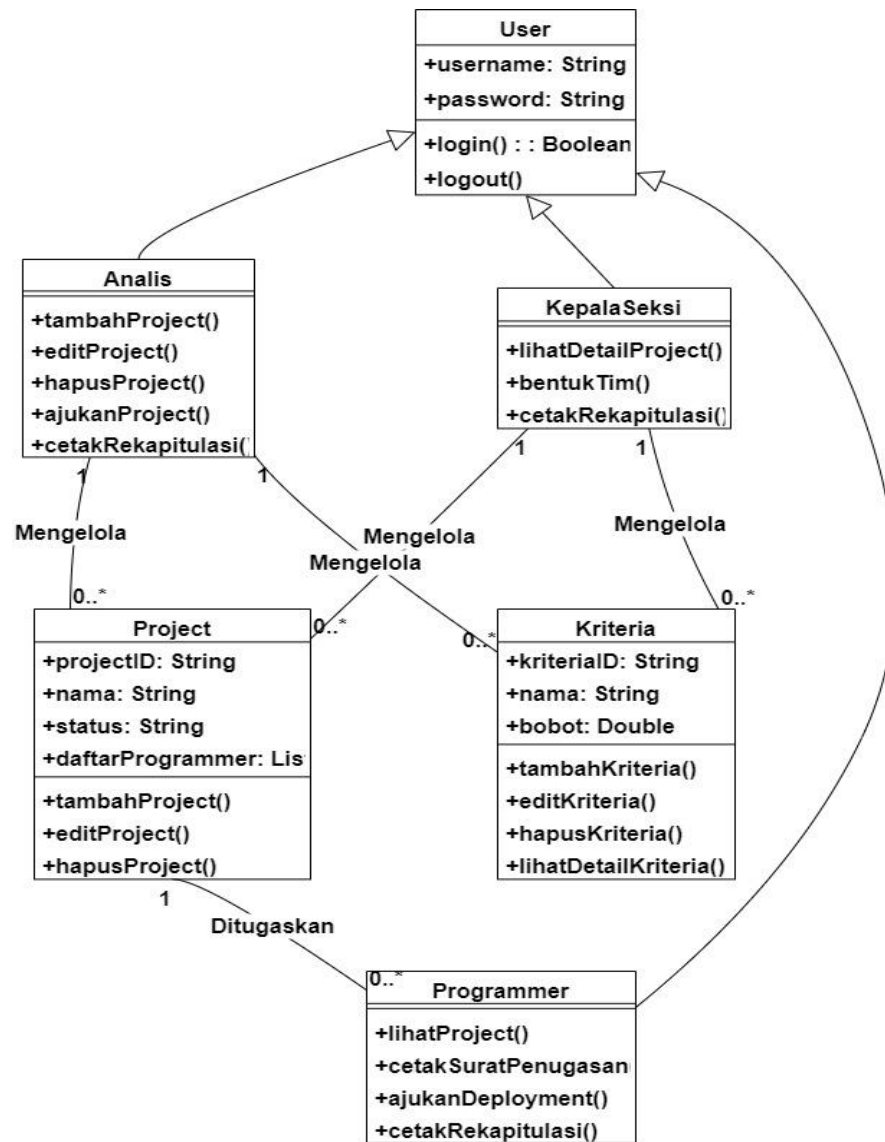 User
+username: String
+password: String
+login() : : Boolean
+logout()
Analis
+tambahProject()
+editProject()
+hapusProject()
+ajukanProject()
+cetakRekapitulasi()
KepalaSeksi
+lihatDetailProject()
+bentukTim()
+cetakRekapitulasi()
1
1
1
1
Mengelola
Mengelola
Mengelola
Mengelola
0..*
0..*
0..*
0..*
Project
+projectID: String
+nama: String
+status: String
+daftarProgrammer: Lis
+tambahProject()
+editProject()
+hapusProject()
Kriteria
+kriteriaID: String
+nama: String
+bobot: Double
+tambahKriteria()
+editKriteria()
+hapusKriteria()
+lihatDetailKriteria()
1
Ditugaskan
0..*
Programmer
+lihatProject()
+cetakSuratPenugasan(
+ajukanDeployment()
+cetakRekapitulasi()